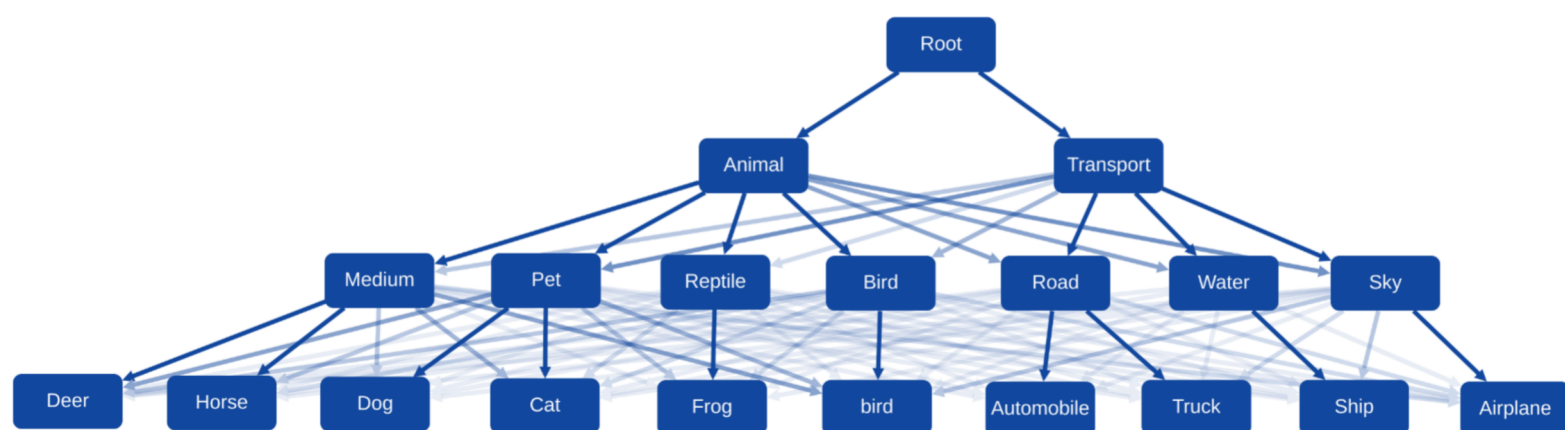 Root
Animal
Transport
Medium
Pet
Reptile
Bird
Road
Water
Sky
Deer
Horse
Dog
Cat
Frog
bird
Automobile
Truck
Ship
Airplane